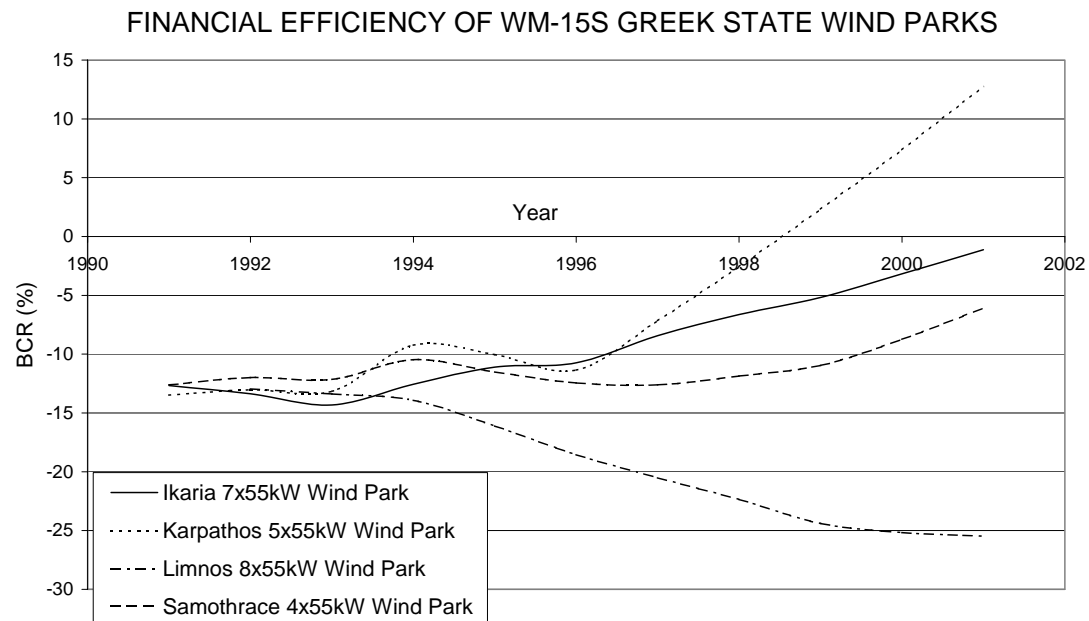 FINANCIAL EFFICIENCY OF WM-15S GREEK STATE WIND PARKS
15
10
5
0
-5
-10
-15
-20
-25
-30
BCR (%)
Year
1990 1992 1994 1996 1998 2000 2002
Ikaria 7x55kW Wind Park
Karpathos 5x55kW Wind Park
Limnos 8x55kW Wind Park
Samothrace 4x55kW Wind Park